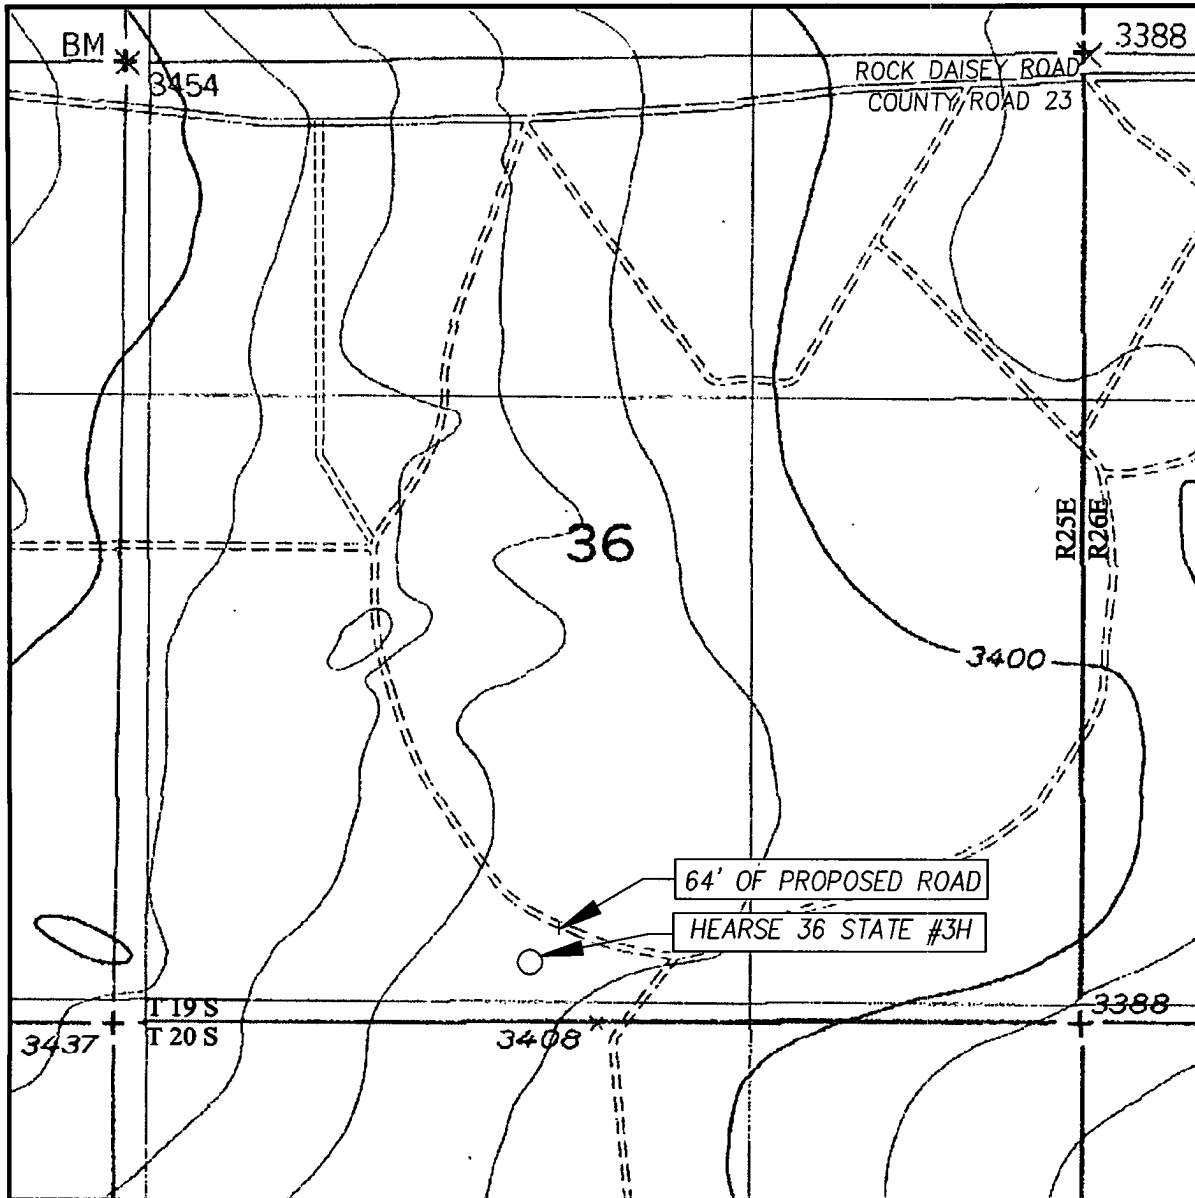 BM
3454
3388
ROCK DAISEY ROAD
COUNTY ROAD 23
36
R25E
R26E
3400
64' OF PROPOSED ROAD
HEARSE 36 STATE #3H
T 19 S
T 20 S
3437
3408
3388